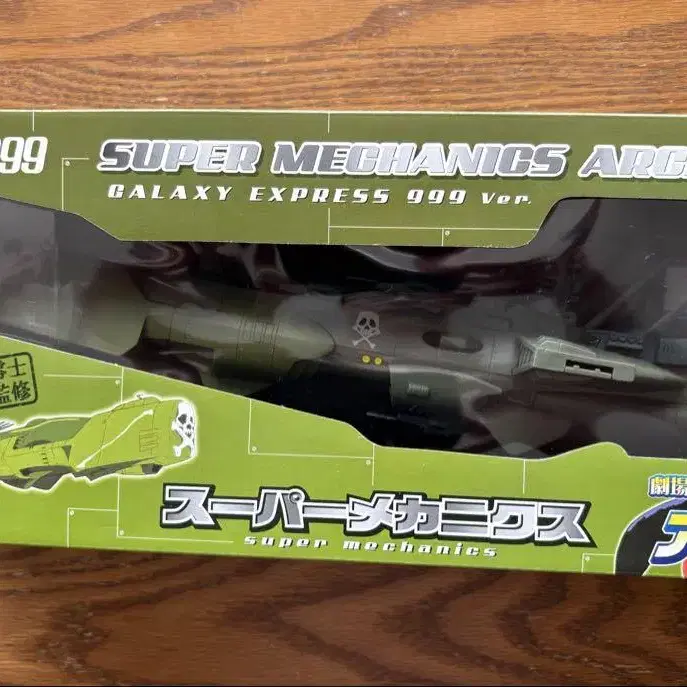 999 SUPER MECHANICS ARC
GALAXY EXPRESS 999 Ver.
監修
スーパーメカニクス
super mechanics
劇場